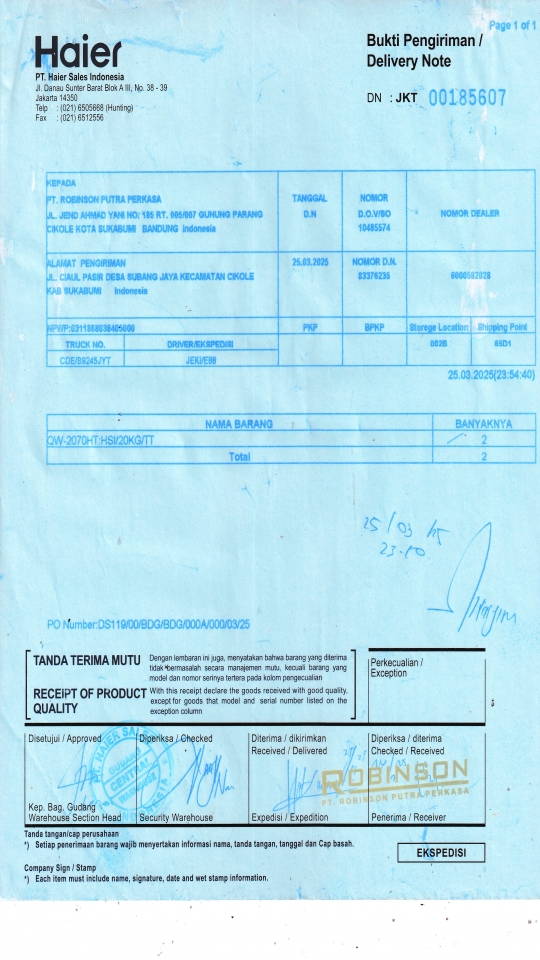 Page 1 of 1
Haier
PT. Haier Sales Indonesia
Jl. Danau Sunter Barat Blok A III, No. 38 - 39
Jakarta 14350
Telp : (021) 6505668 (Hunting)
Fax : (021) 6512556
Bukti Pengiriman /
Delivery Note
DN : JKT 00185607
KEPADA
PT. ROBINSON PUTRA PERKASA
JL. JEND AHMAD YANI NO: 195 RT. 006/007 GUNUNG PARANG
CIKOLE KOTA SUKABUMI BANDUNG Indonesia
TANGGAL
D.N
NOMOR
D.O.V/SO
10485574
NOMOR DEALER
ALAMAT PENGIRIMAN
JL. CIAUL PASIR DESA SUBANG JAYA KECAMATAN CIKOLE
KAB SUKABUMI Indonesia
25.03.2025
NOMOR D.N.
83376235
6000582028
NPWP:0311868038405000
PKP
BPKP
Storege Location
Shipping Point
TRUCK NO.
DRIVER/EKSPEDISI
002B
65D1
CDE/B9245JYT
JEKI/E9B
25.03.2025(23:54:40)
NAMA BARANG
BANYAKNYA
QW-2070HT:HSI/20KG/TT
2
Total
2
25/03
PO Number:DS119/00/BDG/BDG/000A/000/03/25
TANDA TERIMA MUTU
Dengan lembaran ini juga, menyatakan bahwa barang yang diterima
tidak bermasalah secara manajemen mutu, kecuali barang yang
model dan nomor serinya tertera pada kolom pengecualian
RECEIPT OF PRODUCT
QUALITY
With this receipt declare the goods received with good quality,
except for goods that model and serial number listed on the
exception column
Perkecualian /
Exception
Disetujui / Approved
Diperiksa / Checked
Diterima / dikirimkan
Received / Delivered
Diperiksa / diterima
Checked / Received
ROBINSON
PT. ROBINSON PUTRA PERKASA
Kep. Bag. Gudang
Warehouse Section Head
Security Warehouse
Expedisi / Expedition
Penerima / Receiver
Tanda tangan/cap perusahaan
*) Setiap penerimaan barang wajib menyertakan informasi nama, tanda tangan, tanggal dan Cap basah.
EKSPEDISI
Company Sign / Stamp
*) Each item must include name, signature, date and wet stamp information.